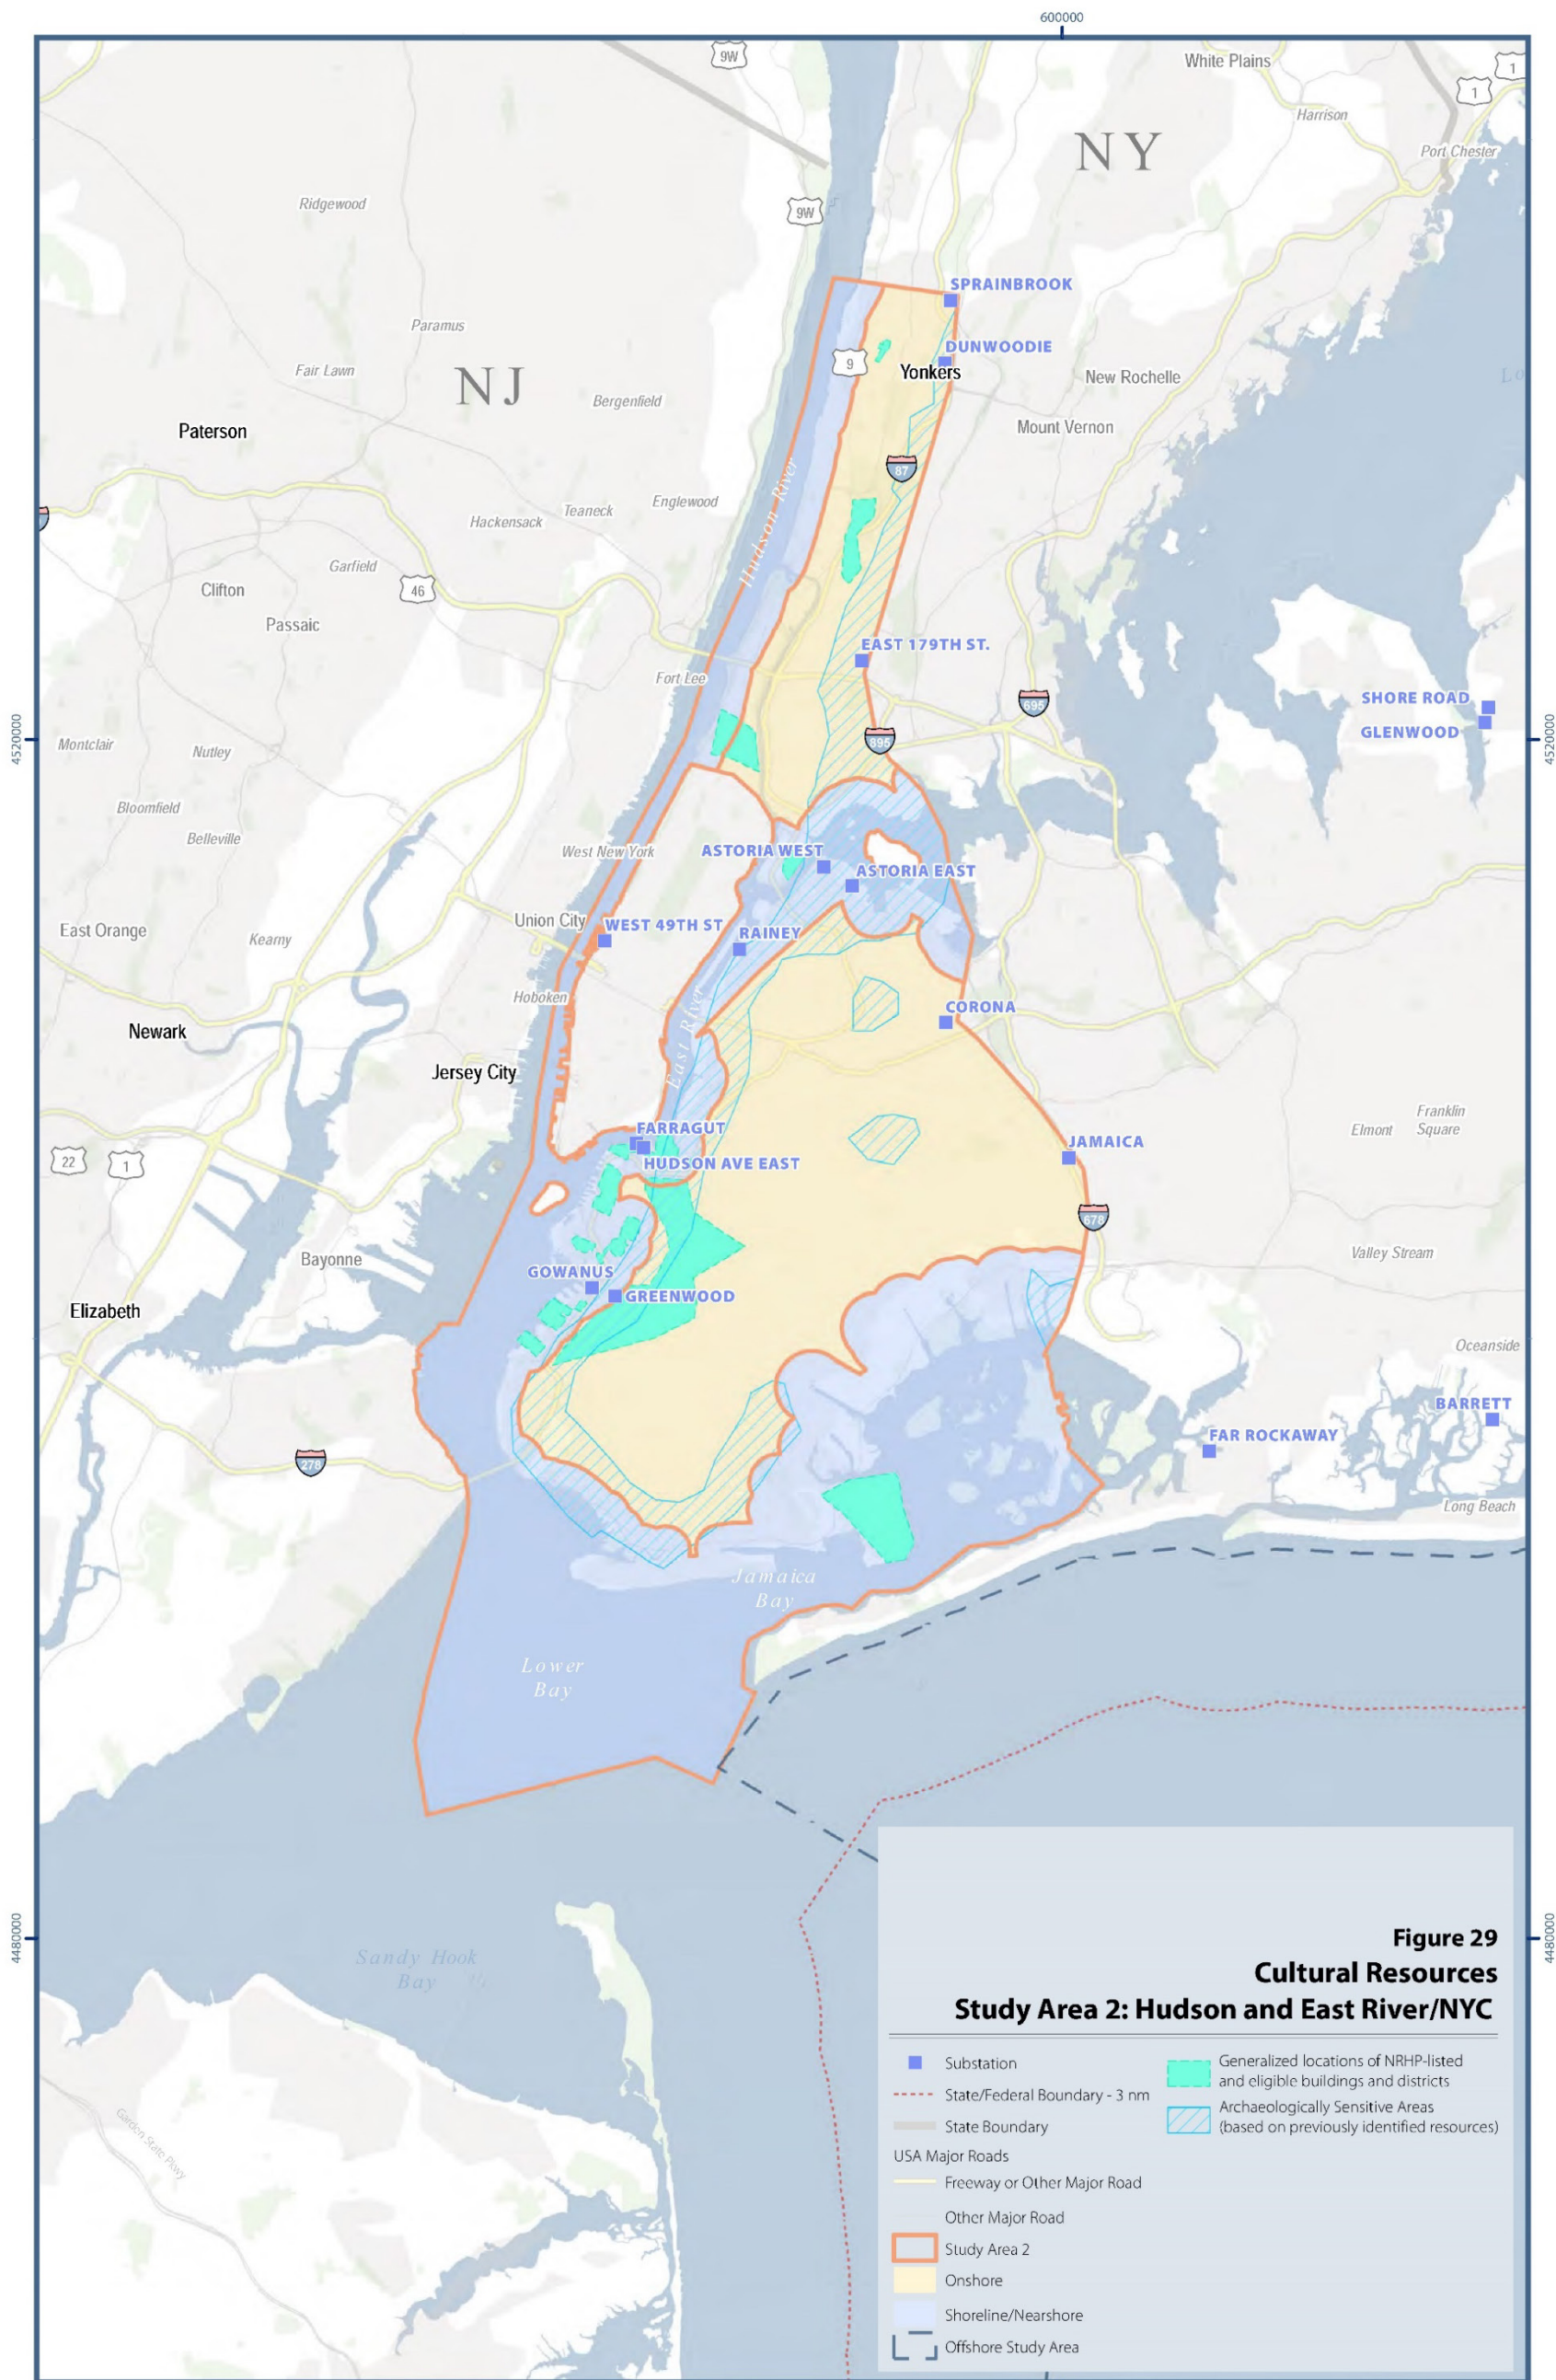 600000
9W
White Plains
1
1
Harrison
Port Chester
NY
Ridgewood
9W
SPRAINBROOK
Paramus
DUNWOODIE
9
Yonkers
Fair Lawn
NJ
New Rochelle
Lo
Bergenfield
Paterson
Mount Vernon
87
Hudson River
Englewood
Teaneck
Hackensack
Garfield
Clifton
46
Passaic
EAST 179TH ST.
Fort Lee
SHORE ROAD
695
GLENWOOD
4520000
4520000
Montclair
Nutley
895
Bloomfield
Belleville
West New York
ASTORIA WEST
ASTORIA EAST
Union City
WEST 49TH ST
RAINEY
East Orange
Kearny
Hoboken
CORONA
Newark
East River
Jersey City
Franklin
Square
Elmont
FARRAGUT
JAMAICA
22
1
HUDSON AVE EAST
678
Bayonne
Valley Stream
GOWANUS
GREENWOOD
Elizabeth
Oceanside
BARRETT
FAR ROCKAWAY
278
Long Beach
Jamaica
Bay
Lower
Bay
4480000
4480000
Sandy Hook
Bay
Garden State Pkwy
Figure 29
Cultural Resources
Study Area 2: Hudson and East River/NYC
Substation
State/Federal Boundary - 3 nm
State Boundary
USA Major Roads
Freeway or Other Major Road
Other Major Road
Study Area 2
Onshore
Shoreline/Nearshore
Offshore Study Area
Generalized locations of NRHP-listed
and eligible buildings and districts
Archaeologically Sensitive Areas
(based on previously identified resources)